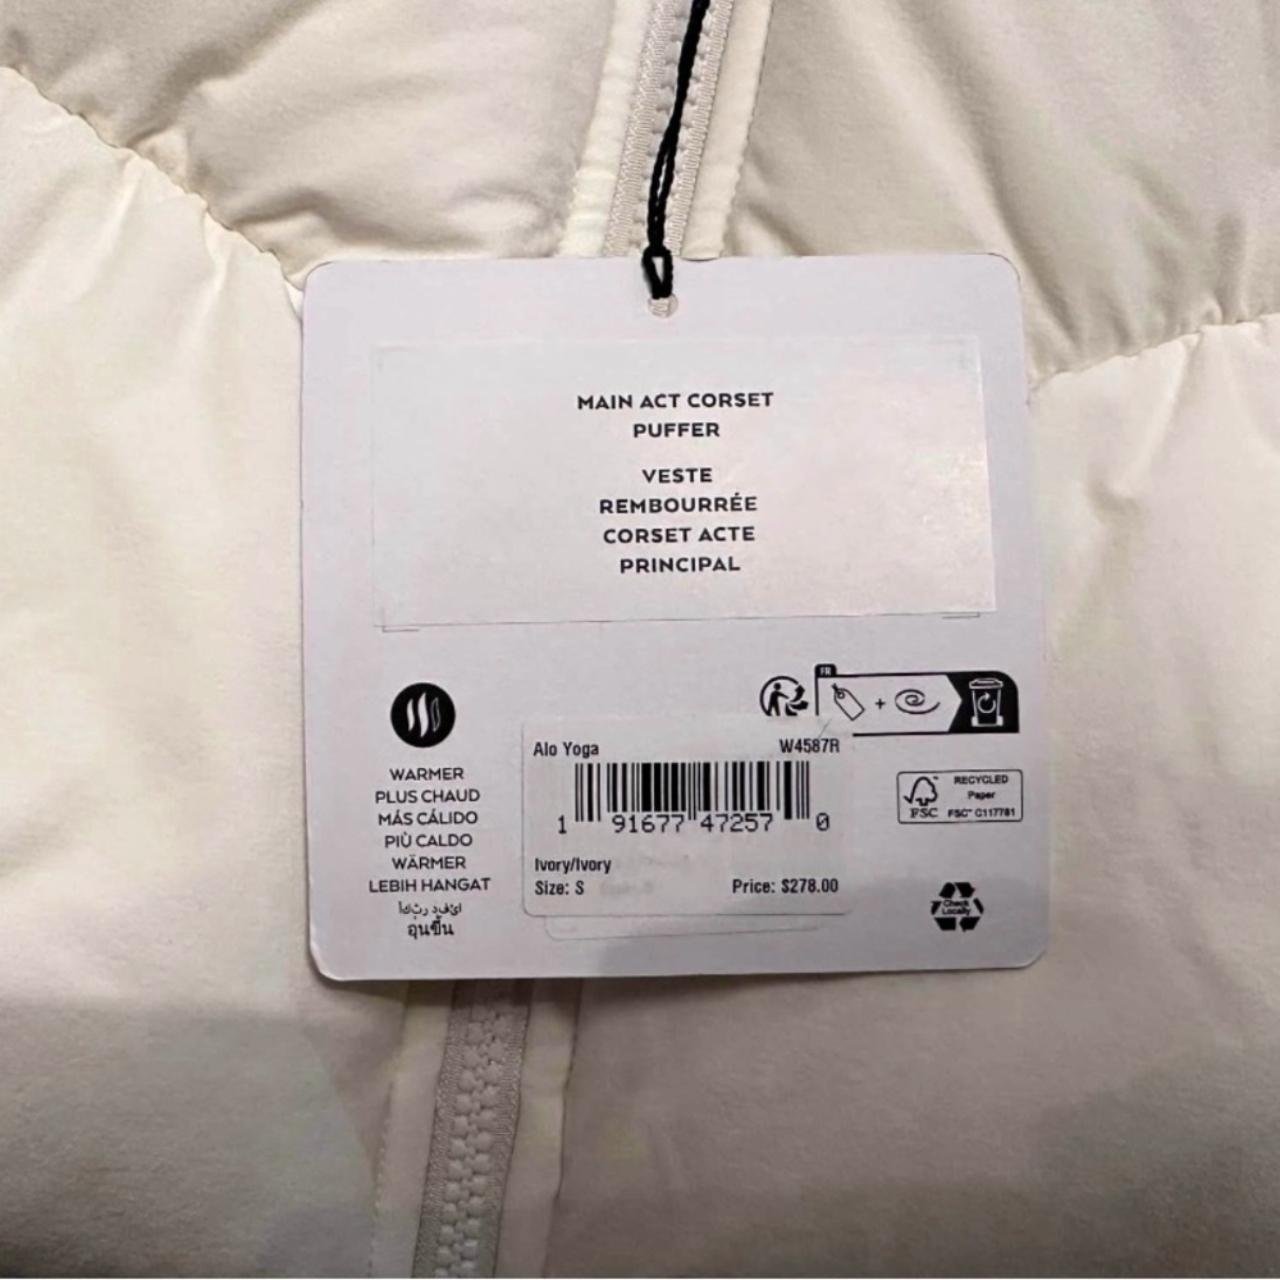 MAIN ACT CORSET
PUFFER
VESTE
REMBOURRÉE
CORSET ACTE
PRINCIPAL
WARMER
PLUS CHAUD
MÁS CÁLIDO
PIÙ CALDO
WÄRMER
LEBIH HANGAT
อุ่นขึ้น
FR
+
Alo Yoga W4587R
1 91677 47257 0
Ivory/Ivory
Size: S Price: $278.00
RECYCLED
Paper
FSC FSC™ C117781
Check
Locally